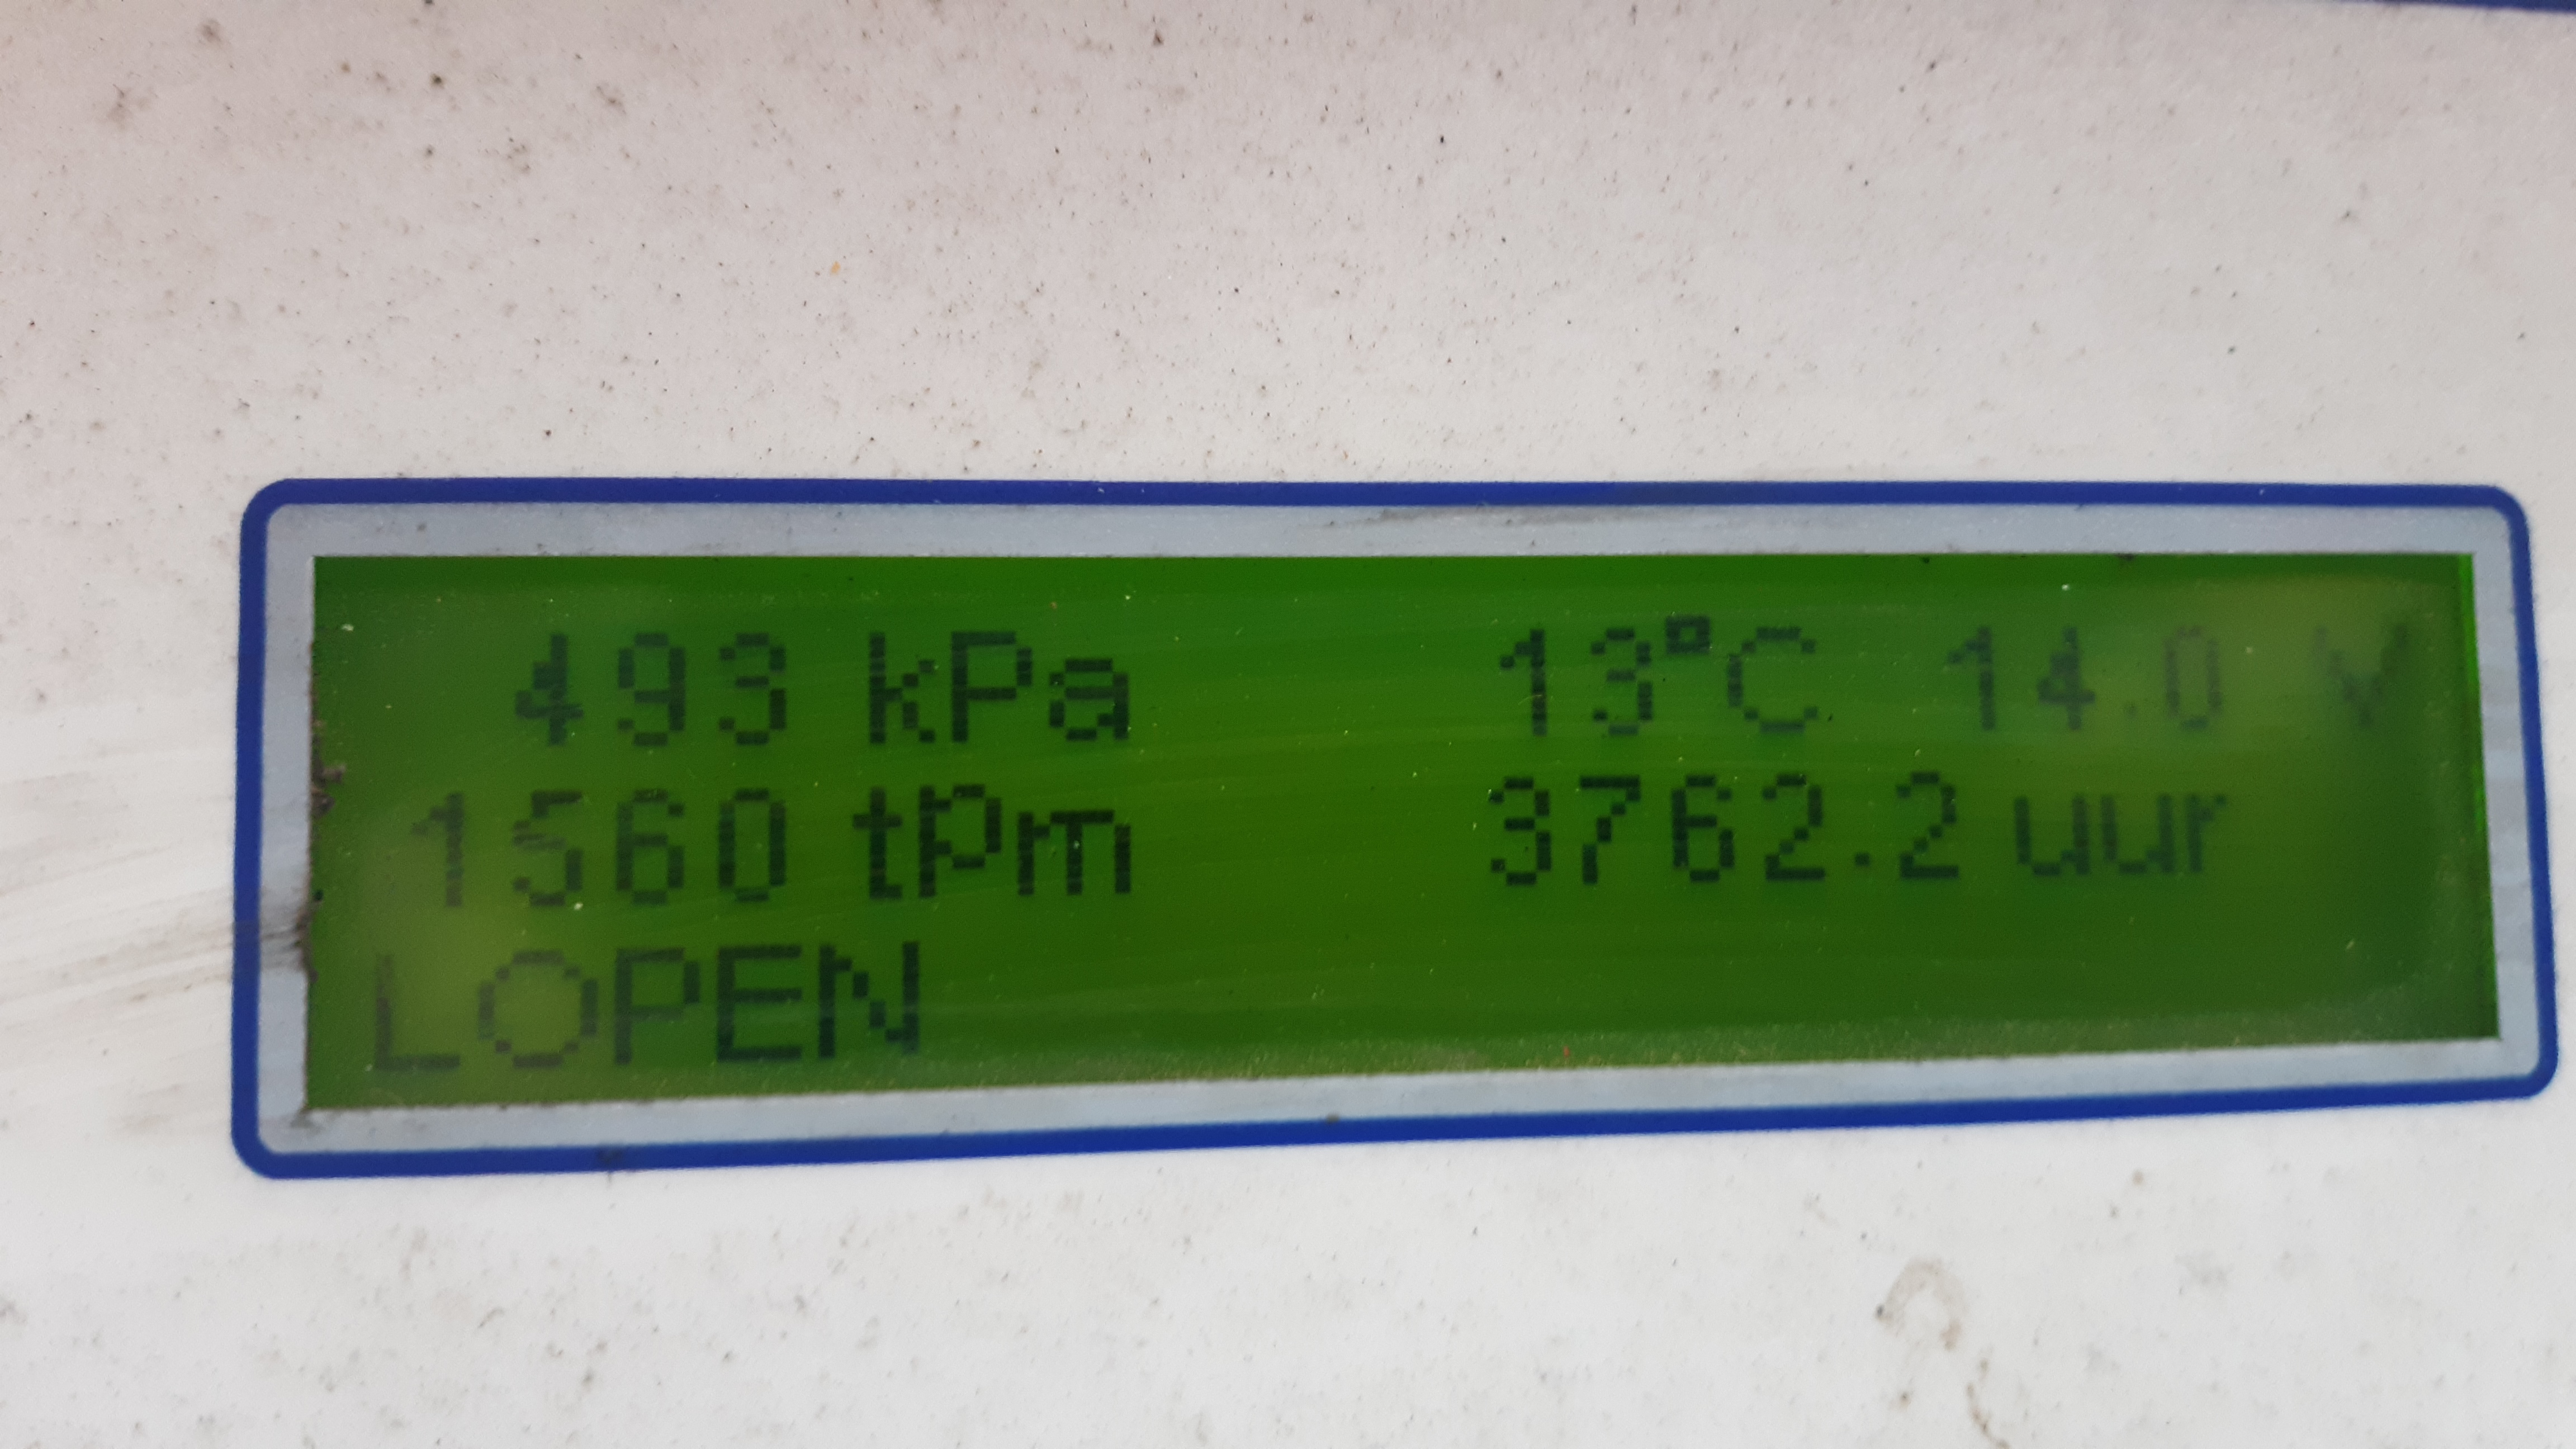 493 kPa 13°C 14.0 V
1560 tpm 3762.2 uur
LOPEN